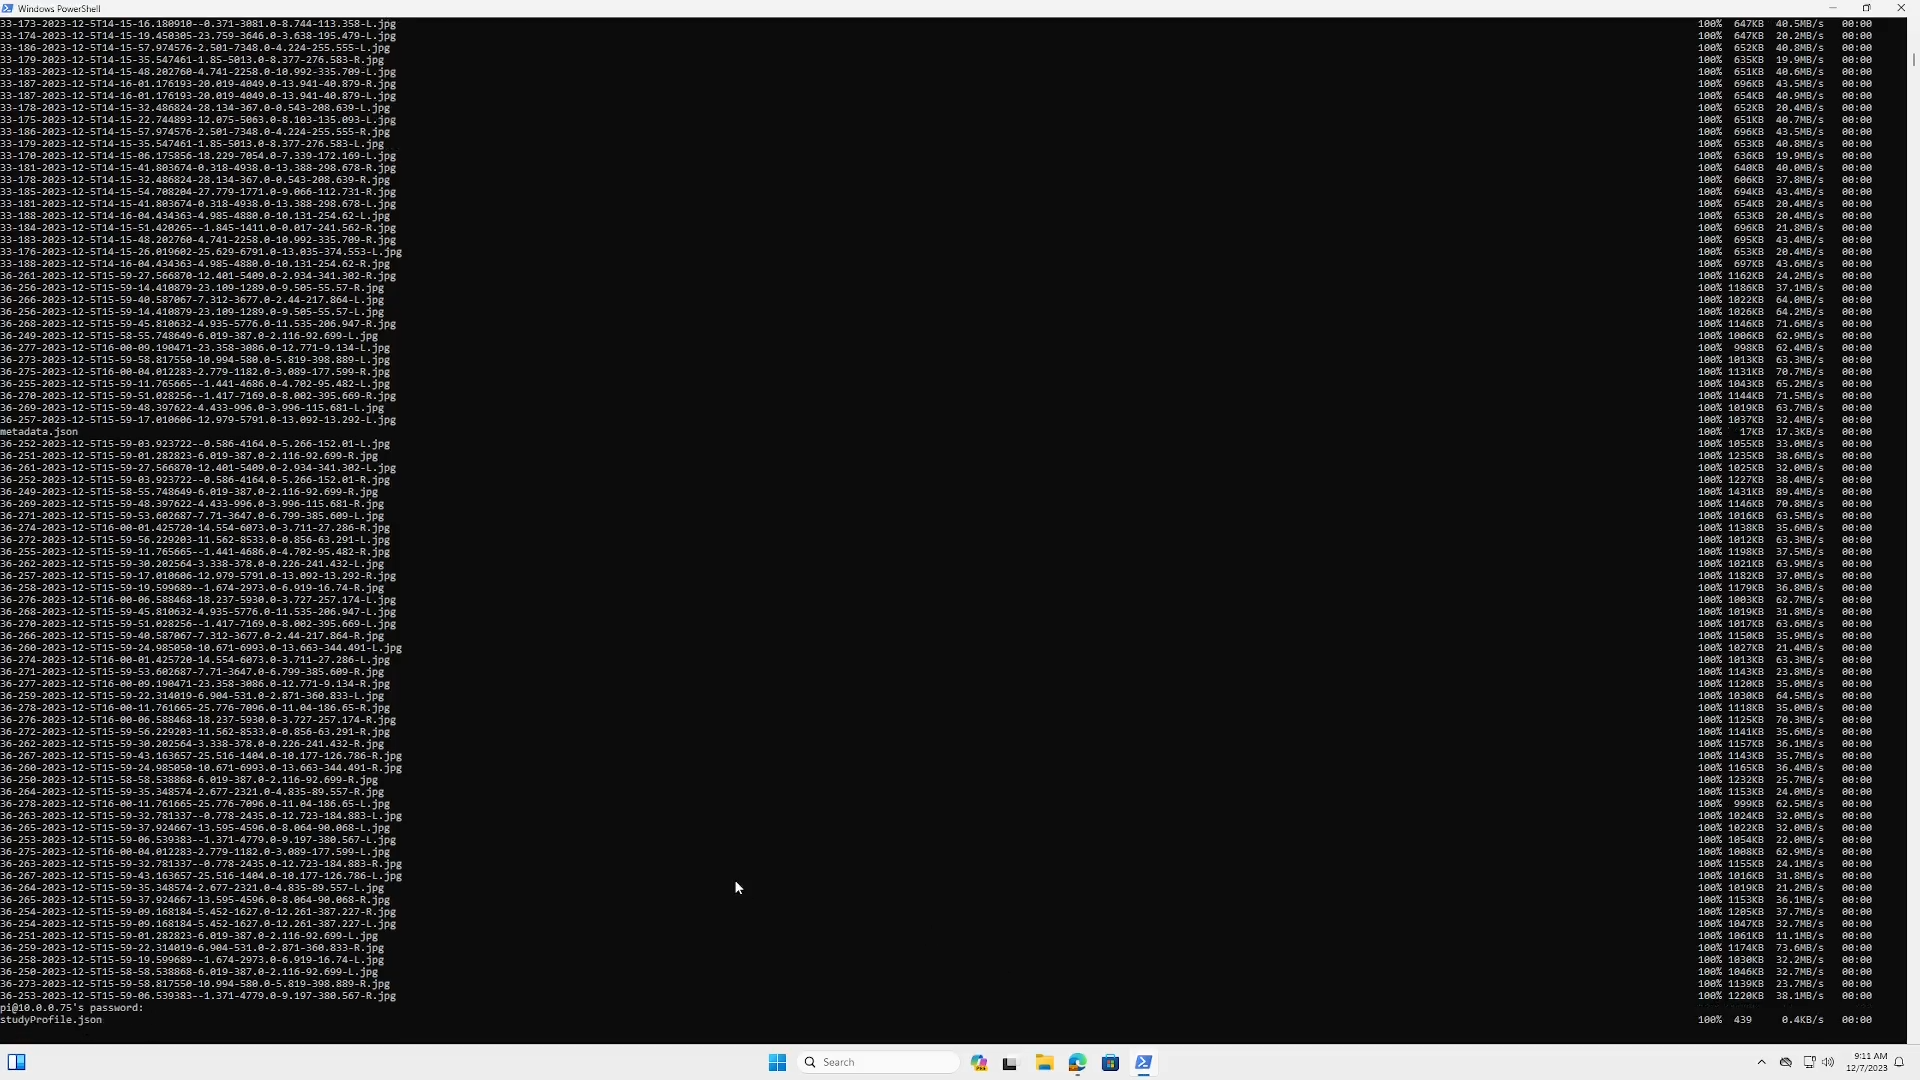 Windows PowerShell
33-173-2023-12-5T14-15-16.180910--0.371-3081.0-8.744-113.358-L.jpg 100% 647KB 40.5MB/s 00:00
33-174-2023-12-5T14-15-19.450305-23.759-3646.0-3.638-195.479-L.jpg 100% 647KB 20.2MB/s 00:00
33-186-2023-12-5T14-15-57.974576-2.501-7348.0-4.224-255.555-L.jpg 100% 652KB 40.8MB/s 00:00
33-179-2023-12-5T14-15-35.547461-1.85-5013.0-8.377-276.583-R.jpg 100% 635KB 19.9MB/s 00:00
33-183-2023-12-5T14-15-48.202760-4.741-2258.0-10.992-335.709-L.jpg 100% 651KB 40.6MB/s 00:00
33-187-2023-12-5T14-16-01.176193-20.019-4049.0-13.941-40.879-R.jpg 100% 696KB 43.5MB/s 00:00
33-187-2023-12-5T14-16-01.176193-20.019-4049.0-13.941-40.879-L.jpg 100% 654KB 40.9MB/s 00:00
33-178-2023-12-5T14-15-32.486824-28.134-367.0-0.543-208.639-L.jpg 100% 652KB 20.4MB/s 00:00
33-175-2023-12-5T14-15-22.744893-12.075-5063.0-8.103-135.093-L.jpg 100% 651KB 40.7MB/s 00:00
33-186-2023-12-5T14-15-57.974576-2.501-7348.0-4.224-255.555-R.jpg 100% 696KB 43.5MB/s 00:00
33-179-2023-12-5T14-15-35.547461-1.85-5013.0-8.377-276.583-L.jpg 100% 653KB 40.8MB/s 00:00
33-170-2023-12-5T14-15-06.175856-18.229-7054.0-7.339-172.169-L.jpg 100% 636KB 19.9MB/s 00:00
33-181-2023-12-5T14-15-41.803674-0.318-4938.0-13.388-298.678-R.jpg 100% 640KB 40.0MB/s 00:00
33-178-2023-12-5T14-15-32.486824-28.134-367.0-0.543-208.639-R.jpg 100% 606KB 37.8MB/s 00:00
33-185-2023-12-5T14-15-54.708204-27.779-1771.0-9.066-112.731-R.jpg 100% 694KB 43.4MB/s 00:00
33-181-2023-12-5T14-15-41.803674-0.318-4938.0-13.388-298.678-L.jpg 100% 654KB 20.4MB/s 00:00
33-188-2023-12-5T14-16-04.434363-4.985-4880.0-10.131-254.62-L.jpg 100% 653KB 20.4MB/s 00:00
33-184-2023-12-5T14-15-51.420265--1.845-1411.0-0.017-241.562-R.jpg 100% 696KB 21.8MB/s 00:00
33-183-2023-12-5T14-15-48.202760-4.741-2258.0-10.992-335.709-R.jpg 100% 695KB 43.4MB/s 00:00
33-176-2023-12-5T14-15-26.019602-25.629-6791.0-13.035-374.553-L.jpg 100% 653KB 20.4MB/s 00:00
33-188-2023-12-5T14-16-04.434363-4.985-4880.0-10.131-254.62-R.jpg 100% 697KB 43.6MB/s 00:00
36-261-2023-12-5T15-59-27.566870-12.401-5409.0-2.934-341.302-R.jpg 100% 1162KB 24.2MB/s 00:00
36-256-2023-12-5T15-59-14.410879-23.109-1289.0-9.505-55.57-R.jpg 100% 1186KB 37.1MB/s 00:00
36-266-2023-12-5T15-59-40.587067-7.312-3677.0-2.44-217.864-L.jpg 100% 1022KB 64.0MB/s 00:00
36-256-2023-12-5T15-59-14.410879-23.109-1289.0-9.505-55.57-L.jpg 100% 1026KB 64.2MB/s 00:00
36-268-2023-12-5T15-59-45.810632-4.935-5776.0-11.535-206.947-R.jpg 100% 1146KB 71.6MB/s 00:00
36-249-2023-12-5T15-58-55.748649-6.019-387.0-2.116-92.699-L.jpg 100% 1006KB 62.9MB/s 00:00
36-277-2023-12-5T16-00-09.190471-23.358-3086.0-12.771-9.134-L.jpg 100% 998KB 62.4MB/s 00:00
36-273-2023-12-5T15-59-58.817550-10.994-580.0-5.819-398.889-L.jpg 100% 1013KB 63.3MB/s 00:00
36-275-2023-12-5T16-00-04.012283-2.779-1182.0-3.089-177.599-R.jpg 100% 1131KB 70.7MB/s 00:00
36-255-2023-12-5T15-59-11.765665--1.441-4686.0-4.702-95.482-L.jpg 100% 1043KB 65.2MB/s 00:00
36-270-2023-12-5T15-59-51.028256--1.417-7169.0-8.002-395.669-R.jpg 100% 1144KB 71.5MB/s 00:00
36-269-2023-12-5T15-59-48.397622-4.433-996.0-3.996-115.681-L.jpg 100% 1019KB 63.7MB/s 00:00
36-257-2023-12-5T15-59-17.010606-12.979-5791.0-13.092-13.292-L.jpg 100% 1037KB 32.4MB/s 00:00
metadata.json 100% 17KB 17.3KB/s 00:00
36-252-2023-12-5T15-59-03.923722--0.586-4164.0-5.266-152.01-L.jpg 100% 1055KB 33.0MB/s 00:00
36-251-2023-12-5T15-59-01.282823-6.019-387.0-2.116-92.699-R.jpg 100% 1235KB 38.6MB/s 00:00
36-261-2023-12-5T15-59-27.566870-12.401-5409.0-2.934-341.302-L.jpg 100% 1025KB 32.0MB/s 00:00
36-252-2023-12-5T15-59-03.923722--0.586-4164.0-5.266-152.01-R.jpg 100% 1227KB 38.4MB/s 00:00
36-249-2023-12-5T15-58-55.748649-6.019-387.0-2.116-92.699-R.jpg 100% 1431KB 89.4MB/s 00:00
36-269-2023-12-5T15-59-48.397622-4.433-996.0-3.996-115.681-R.jpg 100% 1146KB 70.8MB/s 00:00
36-271-2023-12-5T15-59-53.602687-7.71-3647.0-6.799-385.609-L.jpg 100% 1016KB 63.5MB/s 00:00
36-274-2023-12-5T16-00-01.425720-14.554-6073.0-3.711-27.286-R.jpg 100% 1138KB 35.6MB/s 00:00
36-272-2023-12-5T15-59-56.229203-11.562-8533.0-0.856-63.291-L.jpg 100% 1012KB 63.3MB/s 00:00
36-255-2023-12-5T15-59-11.765665--1.441-4686.0-4.702-95.482-R.jpg 100% 1198KB 37.5MB/s 00:00
36-262-2023-12-5T15-59-30.202564-3.338-378.0-0.226-241.432-L.jpg 100% 1021KB 63.9MB/s 00:00
36-257-2023-12-5T15-59-17.010606-12.979-5791.0-13.092-13.292-R.jpg 100% 1182KB 37.0MB/s 00:00
36-258-2023-12-5T15-59-19.599689--1.674-2973.0-6.919-16.74-R.jpg 100% 1179KB 36.8MB/s 00:00
36-276-2023-12-5T16-00-06.588468-18.237-5930.0-3.727-257.174-L.jpg 100% 1003KB 62.7MB/s 00:00
36-268-2023-12-5T15-59-45.810632-4.935-5776.0-11.535-206.947-L.jpg 100% 1019KB 31.8MB/s 00:00
36-270-2023-12-5T15-59-51.028256--1.417-7169.0-8.002-395.669-L.jpg 100% 1017KB 63.6MB/s 00:00
36-266-2023-12-5T15-59-40.587067-7.312-3677.0-2.44-217.864-R.jpg 100% 1150KB 35.9MB/s 00:00
36-260-2023-12-5T15-59-24.985050-10.671-6993.0-13.663-344.491-L.jpg 100% 1027KB 21.4MB/s 00:00
36-274-2023-12-5T16-00-01.425720-14.554-6073.0-3.711-27.286-L.jpg 100% 1013KB 63.3MB/s 00:00
36-271-2023-12-5T15-59-53.602687-7.71-3647.0-6.799-385.609-R.jpg 100% 1143KB 23.8MB/s 00:00
36-277-2023-12-5T16-00-09.190471-23.358-3086.0-12.771-9.134-R.jpg 100% 1120KB 35.0MB/s 00:00
36-259-2023-12-5T15-59-22.314019-6.904-531.0-2.871-360.833-L.jpg 100% 1030KB 64.5MB/s 00:00
36-278-2023-12-5T16-00-11.761665-25.776-7096.0-11.04-186.65-R.jpg 100% 1118KB 35.0MB/s 00:00
36-276-2023-12-5T16-00-06.588468-18.237-5930.0-3.727-257.174-R.jpg 100% 1125KB 70.3MB/s 00:00
36-272-2023-12-5T15-59-56.229203-11.562-8533.0-0.856-63.291-R.jpg 100% 1141KB 35.6MB/s 00:00
36-262-2023-12-5T15-59-30.202564-3.338-378.0-0.226-241.432-R.jpg 100% 1157KB 36.1MB/s 00:00
36-267-2023-12-5T15-59-43.163657-25.516-1404.0-10.177-126.786-R.jpg 100% 1143KB 35.7MB/s 00:00
36-260-2023-12-5T15-59-24.985050-10.671-6993.0-13.663-344.491-R.jpg 100% 1165KB 36.4MB/s 00:00
36-250-2023-12-5T15-58-58.538868-6.019-387.0-2.116-92.699-R.jpg 100% 1232KB 25.7MB/s 00:00
36-264-2023-12-5T15-59-35.348574-2.677-2321.0-4.835-89.557-R.jpg 100% 1153KB 24.0MB/s 00:00
36-278-2023-12-5T16-00-11.761665-25.776-7096.0-11.04-186.65-L.jpg 100% 999KB 62.5MB/s 00:00
36-263-2023-12-5T15-59-32.781337--0.778-2435.0-12.723-184.883-L.jpg 100% 1024KB 32.0MB/s 00:00
36-265-2023-12-5T15-59-37.924667-13.595-4596.0-8.064-90.068-L.jpg 100% 1022KB 32.0MB/s 00:00
36-253-2023-12-5T15-59-06.539383--1.371-4779.0-9.197-380.567-L.jpg 100% 1054KB 22.0MB/s 00:00
36-275-2023-12-5T16-00-04.012283-2.779-1182.0-3.089-177.599-L.jpg 100% 1008KB 62.9MB/s 00:00
36-263-2023-12-5T15-59-32.781337--0.778-2435.0-12.723-184.883-R.jpg 100% 1155KB 24.1MB/s 00:00
36-267-2023-12-5T15-59-43.163657-25.516-1404.0-10.177-126.786-L.jpg 100% 1016KB 31.8MB/s 00:00
36-264-2023-12-5T15-59-35.348574-2.677-2321.0-4.835-89.557-L.jpg 100% 1019KB 21.2MB/s 00:00
36-265-2023-12-5T15-59-37.924667-13.595-4596.0-8.064-90.068-R.jpg 100% 1153KB 36.1MB/s 00:00
36-254-2023-12-5T15-59-09.168184-5.452-1627.0-12.261-387.227-R.jpg 100% 1205KB 37.7MB/s 00:00
36-254-2023-12-5T15-59-09.168184-5.452-1627.0-12.261-387.227-L.jpg 100% 1047KB 32.7MB/s 00:00
36-251-2023-12-5T15-59-01.282823-6.019-387.0-2.116-92.699-L.jpg 100% 1061KB 11.1MB/s 00:00
36-259-2023-12-5T15-59-22.314019-6.904-531.0-2.871-360.833-R.jpg 100% 1174KB 73.6MB/s 00:00
36-258-2023-12-5T15-59-19.599689--1.674-2973.0-6.919-16.74-L.jpg 100% 1030KB 32.2MB/s 00:00
36-250-2023-12-5T15-58-58.538868-6.019-387.0-2.116-92.699-L.jpg 100% 1046KB 32.7MB/s 00:00
36-273-2023-12-5T15-59-58.817550-10.994-580.0-5.819-398.889-R.jpg 100% 1139KB 23.7MB/s 00:00
36-253-2023-12-5T15-59-06.539383--1.371-4779.0-9.197-380.567-R.jpg 100% 1220KB 38.1MB/s 00:00
pi@10.0.0.75's password:
studyProfile.json 100% 439 0.4KB/s 00:00
Search
9:11 AM
12/7/2023